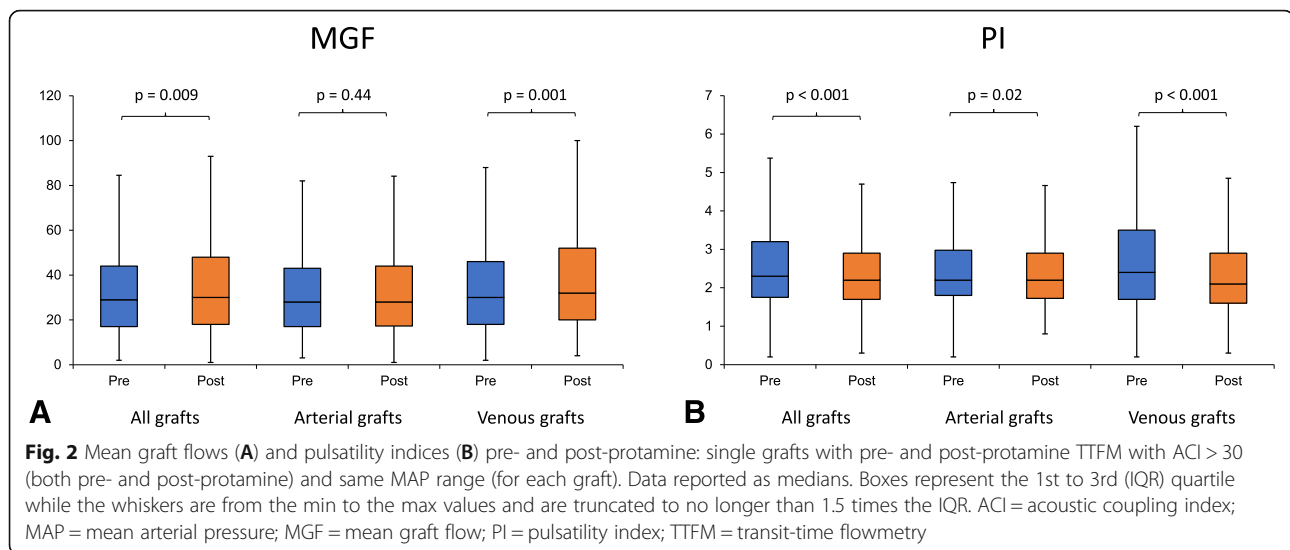 MGF
PI
p = 0.009
p = 0.44
p = 0.001
p < 0.001
p = 0.02
p < 0.001
120
100
80
60
40
20
0
7
6
5
4
3
2
1
0
Pre
Post
Pre
Post
Pre
Post
Pre
Post
Pre
Post
Pre
Post
A
All grafts
Arterial grafts
Venous grafts
B
All grafts
Arterial grafts
Venous grafts
Fig. 2 Mean graft flows (A) and pulsatility indices (B) pre- and post-protamine: single grafts with pre- and post-protamine TTFM with ACI > 30
(both pre- and post-protamine) and same MAP range (for each graft). Data reported as medians. Boxes represent the 1st to 3rd (IQR) quartile
while the whiskers are from the min to the max values and are truncated to no longer than 1.5 times the IQR. ACI = acoustic coupling index;
MAP = mean arterial pressure; MGF = mean graft flow; PI = pulsatility index; TTFM = transit-time flowmetry